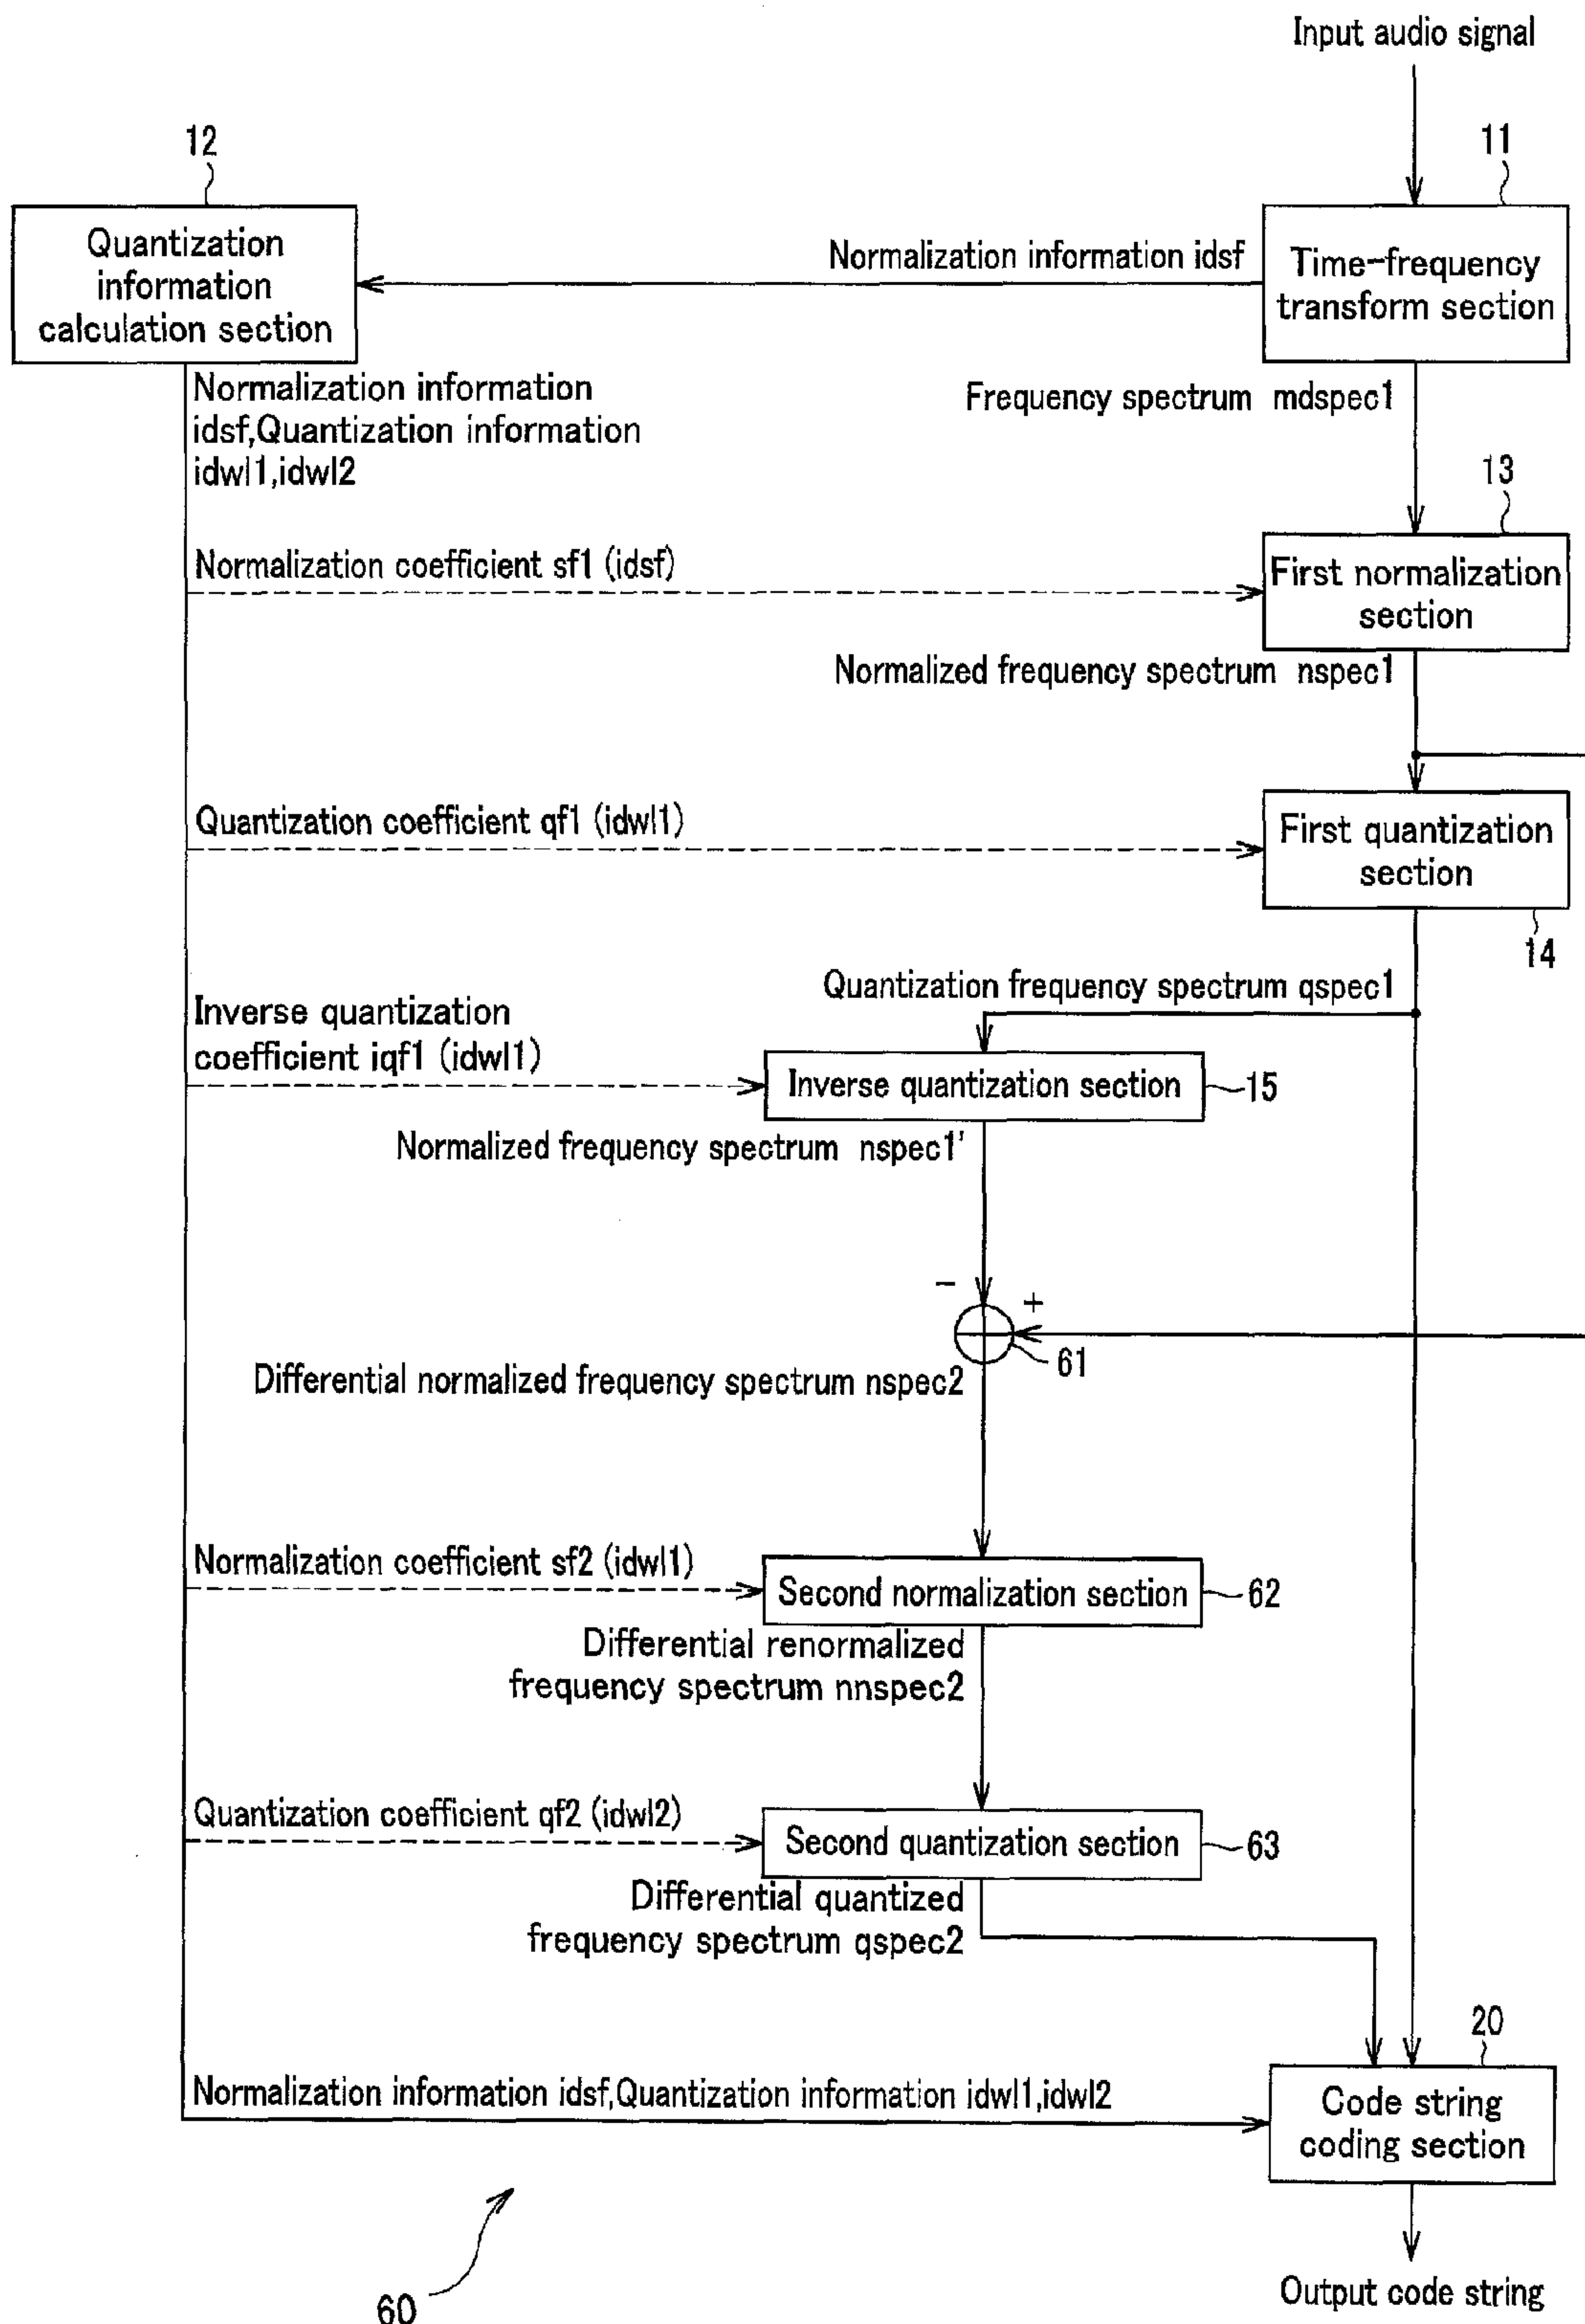 Input audio signal
12
11
Quantization
information
calculation section
Normalization information idsf
Time-frequency
transform section
Normalization information
idsf,Quantization information
idwl1,idwl2
Frequency spectrum mdspec1
13
Normalization coefficient sf1 (idsf)
First normalization
section
Normalized frequency spectrum nspec1
Quantization coefficient qf1 (idwl1)
First quantization
section
14
Quantization frequency spectrum qspec1
Inverse quantization
coefficient iqf1 (idwl1)
Inverse quantization section
15
Normalized frequency spectrum nspec1'
−
+
61
Differential normalized frequency spectrum nspec2
Normalization coefficient sf2 (idwl1)
Second normalization section
62
Differential renormalized
frequency spectrum nnspec2
Quantization coefficient qf2 (idwl2)
Second quantization section
63
Differential quantized
frequency spectrum qspec2
20
Normalization information idsf,Quantization information idwl1,idwl2
Code string
coding section
60
Output code string